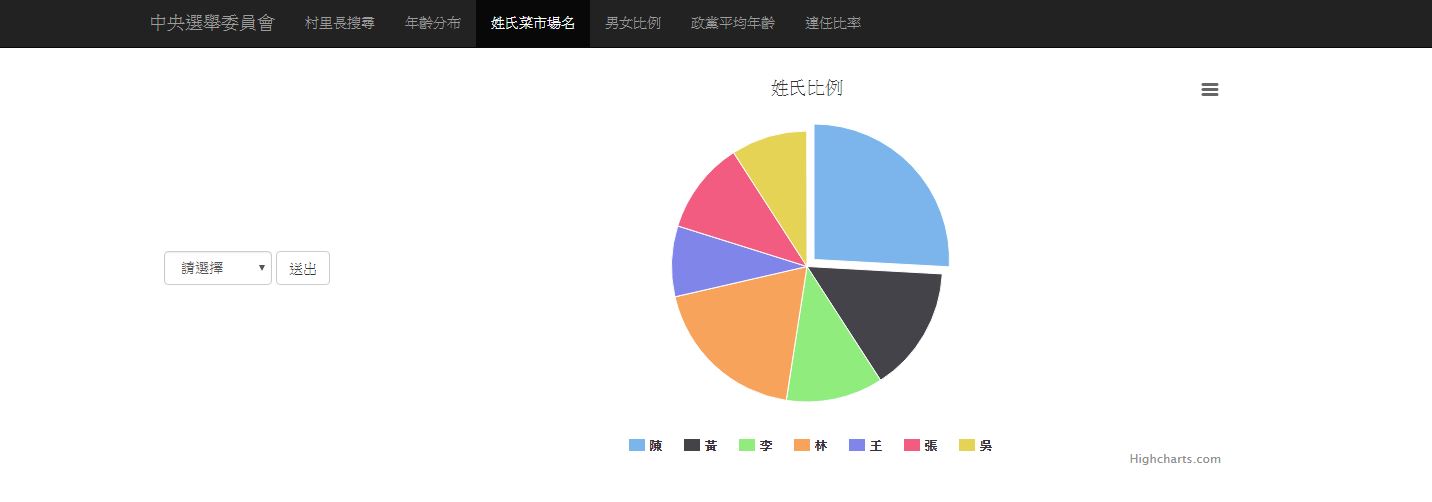 中央選舉委員會 村里長搜尋 年齡分布 姓氏菜市場名 男女比例 政黨平均年齡 連任比率
姓氏比例
請選擇 送出
陳 黃 李 林 王 張 吳
Highcharts.com